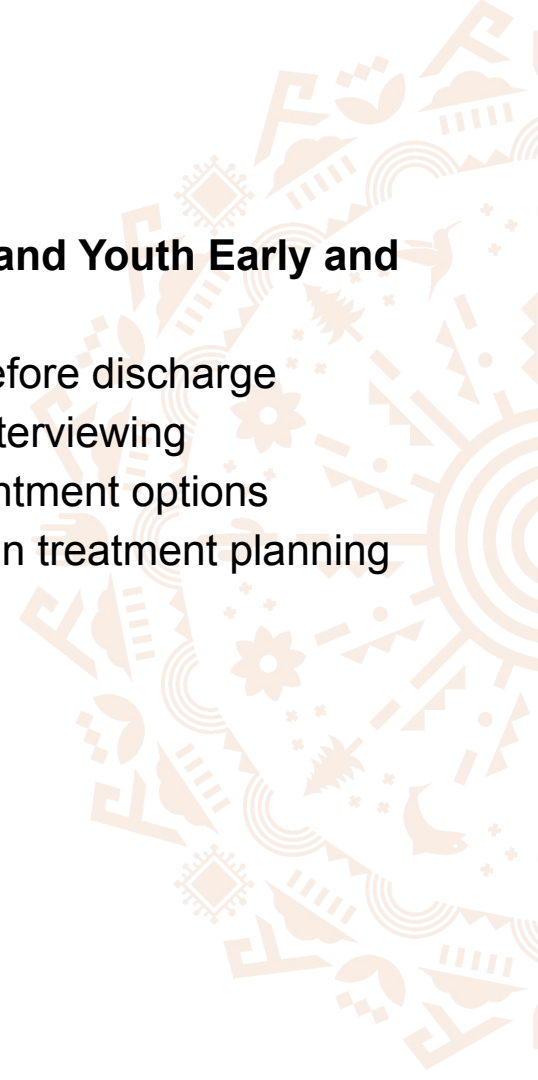 and Youth Early and
efore discharge
terviewing
ntment options
n treatment planning